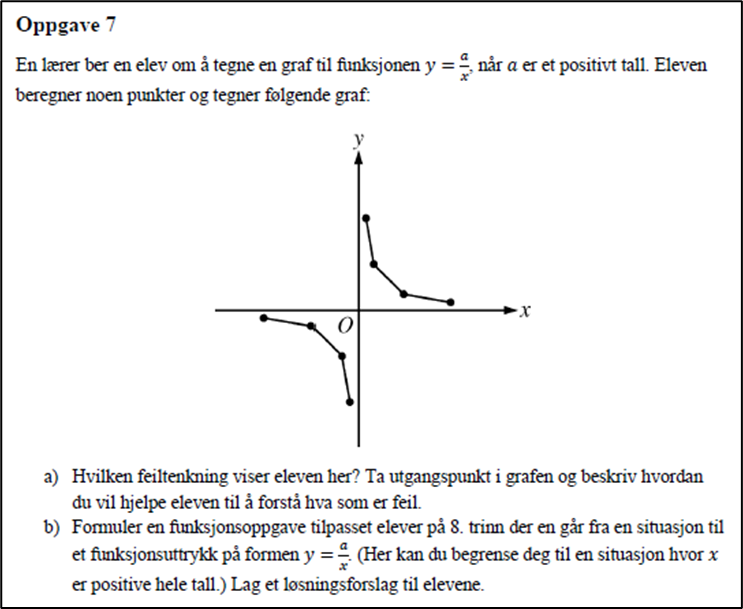 Oppgave 7
En lærer ber en elev om å tegne en graf til funksjonen y = a/x, når a er et positivt tall. Eleven
beregner noen punkter og tegner følgende graf:
y
x
O
a) Hvilken feiltenkning viser eleven her? Ta utgangspunkt i grafen og beskriv hvordan
du vil hjelpe eleven til å forstå hva som er feil.
b) Formuler en funksjonsoppgave tilpasset elever på 8. trinn der en går fra en situasjon til
et funksjonsuttrykk på formen y = a/x. (Her kan du begrense deg til en situasjon hvor x
er positive hele tall.) Lag et løsningsforslag til elevene.